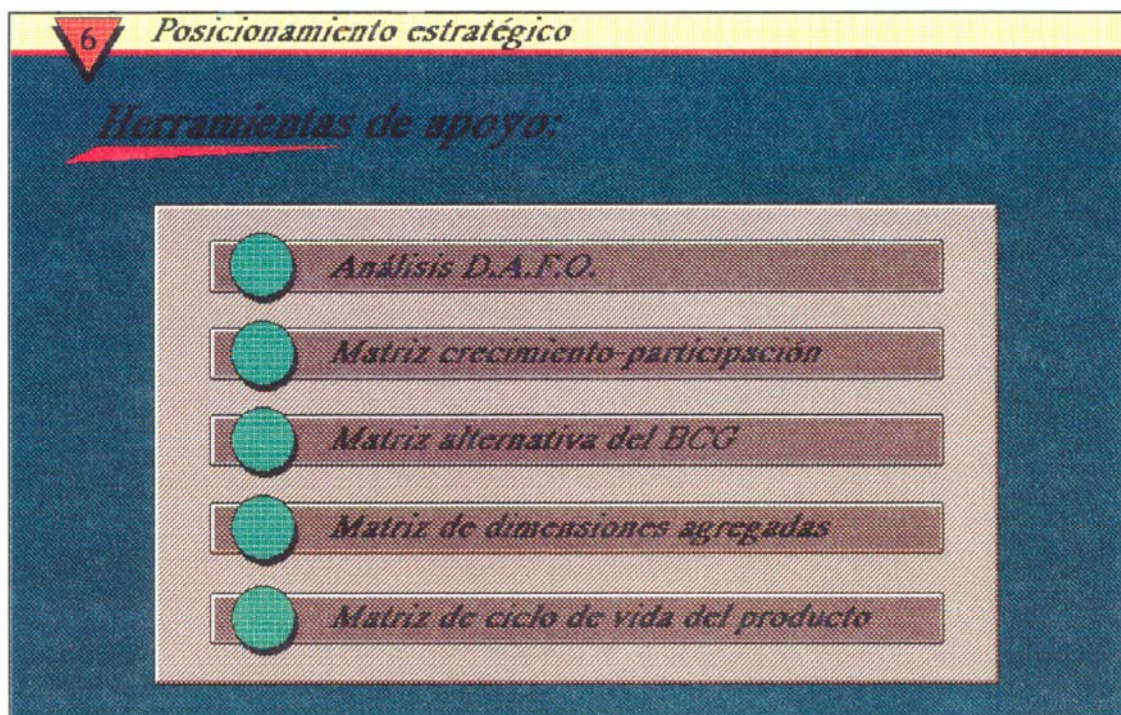 6
Posicionamiento estratégico
Herramientas de apoyo:
Análisis D.A.F.O.
Matriz crecimiento-participación
Matriz alternativa del BCG
Matriz de dimensiones agregadas
Matriz de ciclo de vida del producto